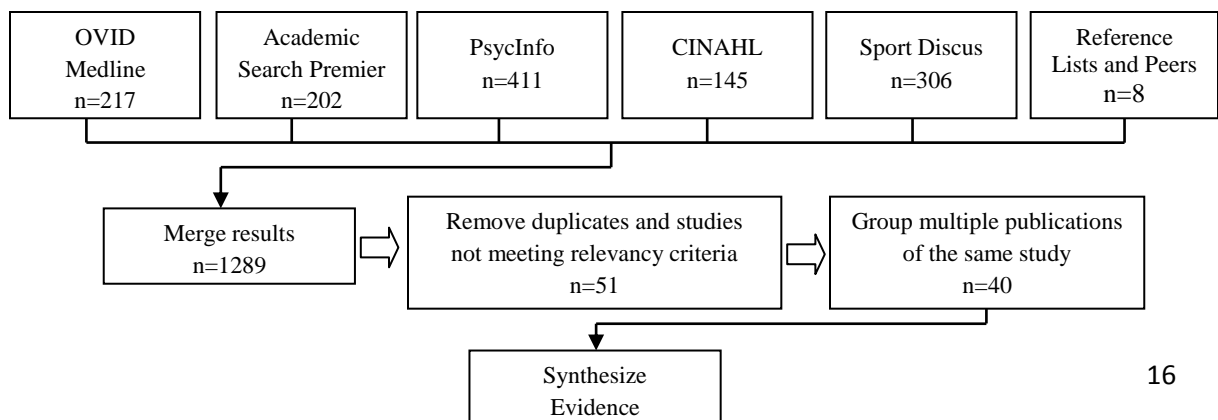 OVID
Medline
n=217
Academic
Search Premier
n=202
PsycInfo
n=411
CINAHL
n=145
Sport Discus
n=306
Reference
Lists and Peers
n=8
Merge results
n=1289
Remove duplicates and studies
not meeting relevancy criteria
n=51
Group multiple publications
of the same study
n=40
Synthesize
Evidence
16